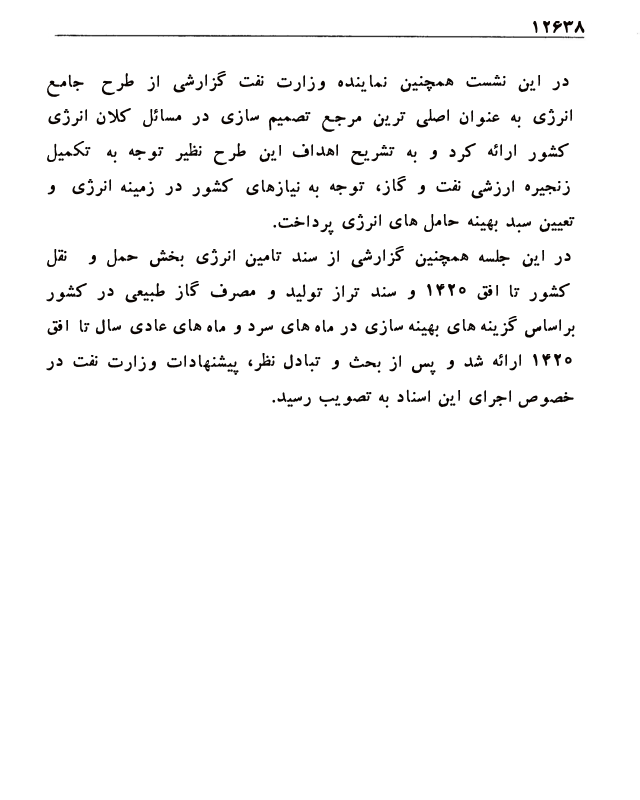 ۱۲۶۳۸
در این نشست همچنین نماینده وزارت نفت گزارشی از طرح جامع
انرژی به عنوان اصلی ترین مرجع تصمیم سازی در مسائل کلان انرژی
کشور ارائه کرد و به تشریح اهداف این طرح نظیر توجه به تکمیل
زنجیره ارزشی نفت و گاز، توجه به نیازهای کشور در زمینه انرژی و
تعیین سبد بهینه حامل های انرژی پرداخت.
در این جلسه همچنین گزارشی از سند تامین انرژی بخش حمل و نقل
کشور تا افق ۱۴۲۰ و سند تراز تولید و مصرف گاز طبیعی در کشور
براساس گزینه های بهینه سازی در ماه های سرد و ماه های عادی سال تا افق
۱۴۲۰ ارائه شد و پس از بحث و تبادل نظر، پیشنهادات وزارت نفت در
خصوص اجرای این اسناد به تصویب رسید.